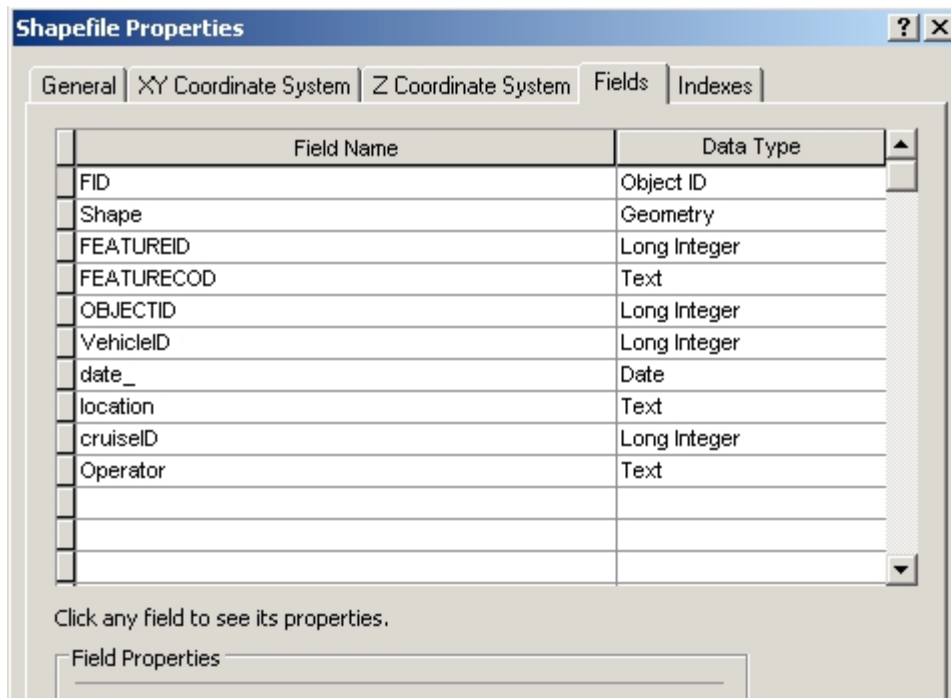 Shapefile Properties
General XY Coordinate System Z Coordinate System Fields Indexes
Field Name Data Type
FID Object ID
Shape Geometry
FEATUREID Long Integer
FEATURECOD Text
OBJECTID Long Integer
VehicleID Long Integer
date_ Date
location Text
cruiseID Long Integer
Operator Text
Click any field to see its properties.
Field Properties